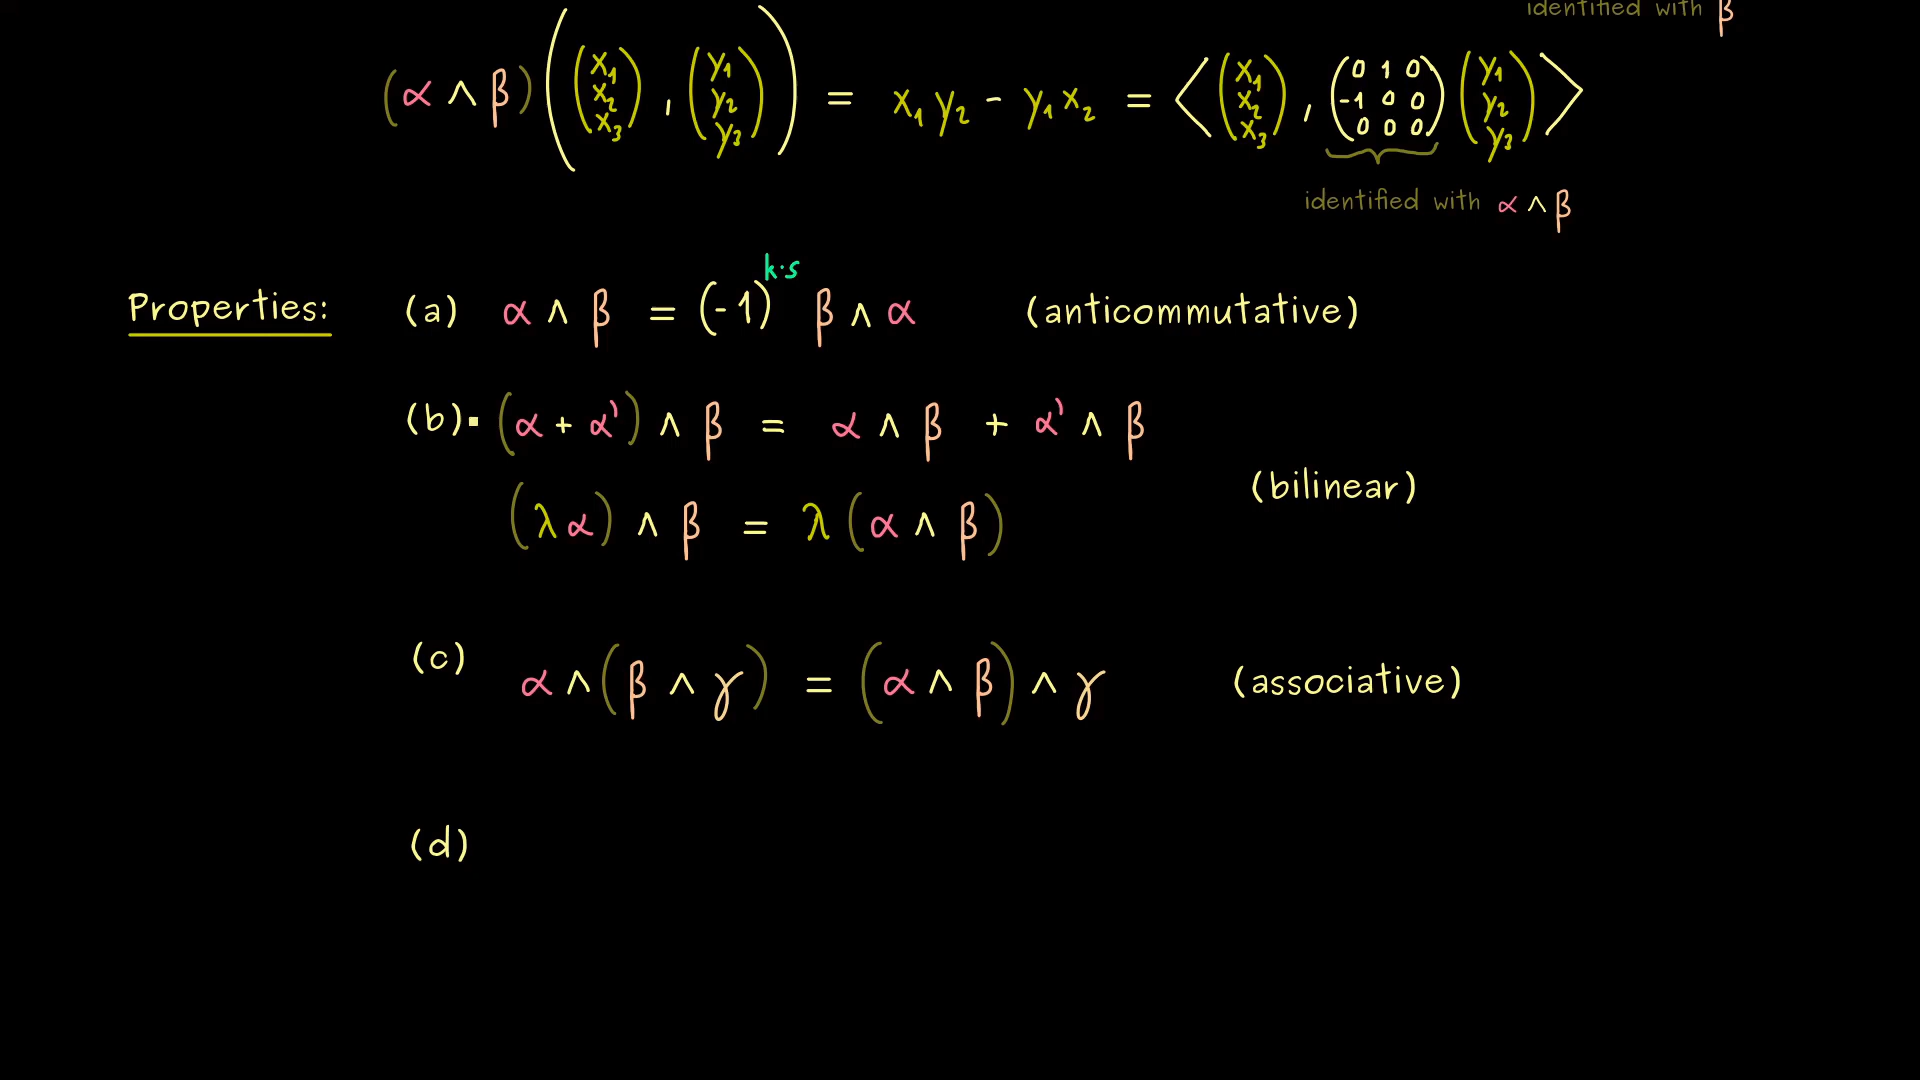 identified with β
(α ∧ β)((x₁ x₂ x₃), (y₁ y₂ y₃)) = x₁y₂ - y₁x₂ = ⟨(x₁ x₂ x₃), (0 1 0 -1 0 0 0 0 0)(y₁ y₂ y₃)⟩
identified with α ∧ β
Properties: (a) α ∧ β = (-1)^{k·s} β ∧ α (anticommutative)
(b) ▪ (α + α') ∧ β = α ∧ β + α' ∧ β
(bilinear)
(λα) ∧ β = λ(α ∧ β)
(c) α ∧ (β ∧ γ) = (α ∧ β) ∧ γ (associative)
(d)